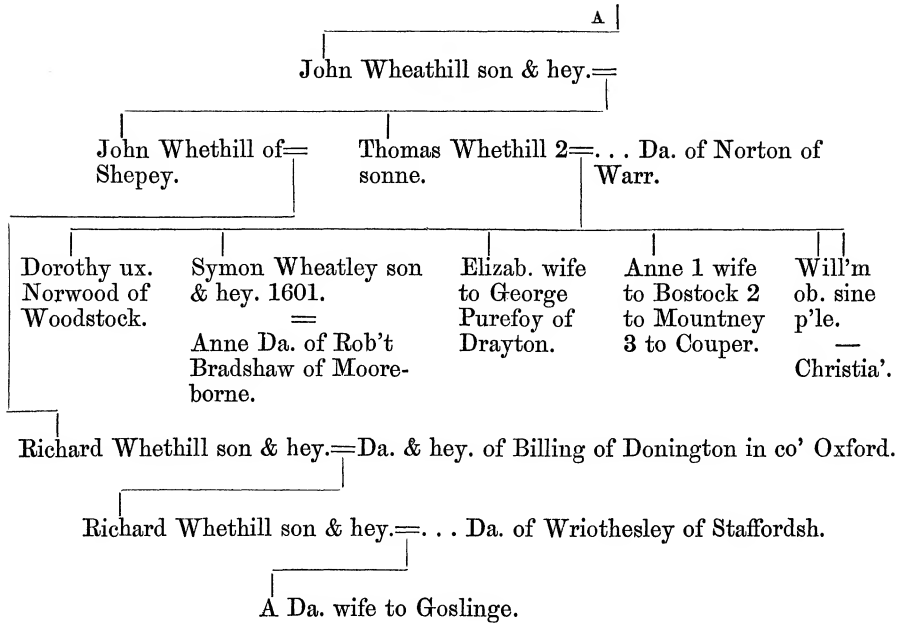 A
John Wheathill son & hey.=
John Whethill of=
Shepey.
Thomas Whethill 2=. . . Da. of Norton of
sonne.
Warr.
Dorothy ux.
Norwood of
Woodstock.
Symon Wheatley son
& hey. 1601.
=
Anne Da. of Rob't
Bradshaw of Moore-
borne.
Elizab. wife
to George
Purefoy of
Drayton.
Anne 1 wife
to Bostock 2
to Mountney
3 to Couper.
Will'm
ob. sine
p'le.
—
Christia'.
Richard Whethill son & hey.=Da. & hey. of Billing of Donington in co' Oxford.
Richard Whethill son & hey.=. . . Da. of Wriothesley of Staffordsh.
A Da. wife to Goslinge.